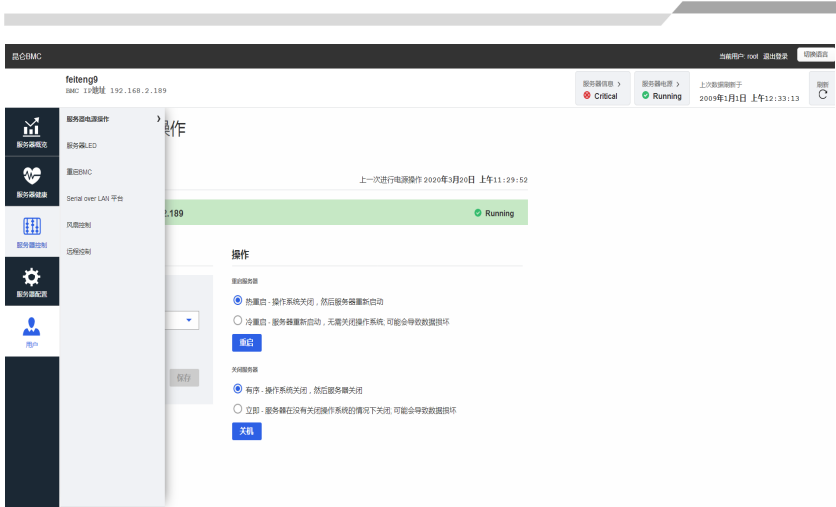 昆仑BMC
当前用户: root 退出登录 切换语言
feiteng9
BMC IP地址 192.168.2.189
服务器信息 >
Critical
服务器电源 >
Running
上次数据刷新于
2009年1月1日 上午12:33:13
刷新
服务器概览
服务器健康
服务器控制
服务器配置
用户
服务器电源操作 >
服务器LED
重启BMC
Serial over LAN 平台
风扇控制
远程控制
操作
上一次进行电源操作 2020年3月20日 上午11:29:52
2.189
Running
保存
操作
重启服务器
热重启 - 操作系统关闭，然后服务器重新启动
冷重启 - 服务器重新启动，无需关闭操作系统; 可能会导致数据损坏
重启
关闭服务器
有序 - 操作系统关闭，然后服务器关闭
立即 - 服务器在没有关闭操作系统的情况下关闭; 可能会导致数据损坏
关机